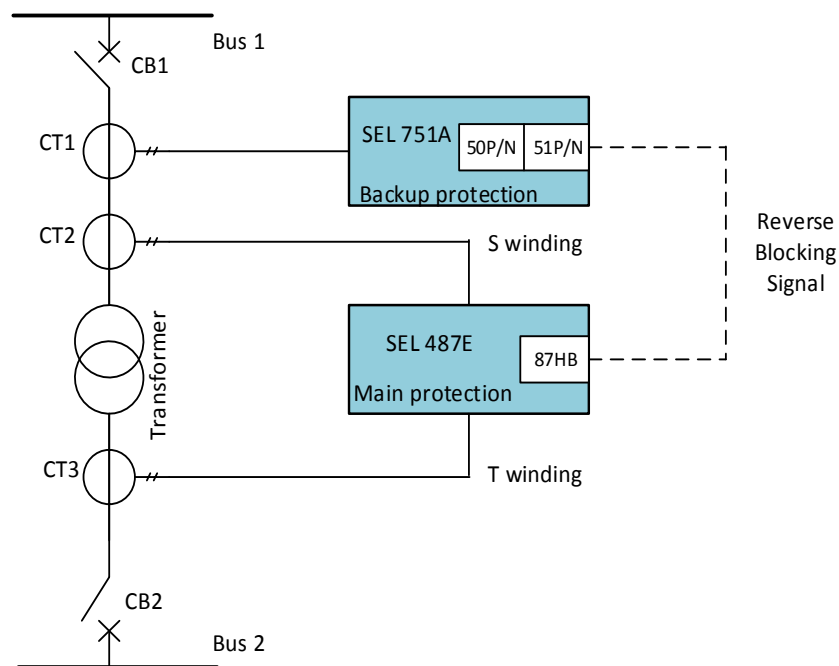 Bus 1
CB1
CT1
SEL 751A
50P/N
51P/N
Backup protection
CT2
S winding
Reverse
Blocking
Signal
Transformer
SEL 487E
87HB
Main protection
CT3
T winding
CB2
Bus 2